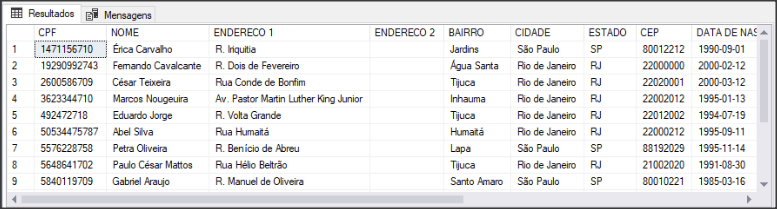 Resultados Mensagens
CPF NOME ENDERECO 1 ENDERECO 2 BAIRRO CIDADE ESTADO CEP DATA DE NAS
1 1471156710 Érica Carvalho R. Iriquitia Jardins São Paulo SP 80012212 1990-09-01
2 19290992743 Fernando Cavalcante R. Dois de Fevereiro Água Santa Rio de Janeiro RJ 22000000 2000-02-12
3 2600586709 César Teixeira Rua Conde de Bonfim Tijuca Rio de Janeiro RJ 22020001 2000-03-12
4 3623344710 Marcos Nougeuira Av. Pastor Martin Luther King Junior Inhauma Rio de Janeiro RJ 22002012 1995-01-13
5 492472718 Eduardo Jorge R. Volta Grande Tijuca Rio de Janeiro RJ 22012002 1994-07-19
6 50534475787 Abel Silva Rua Humaitá Humaitá Rio de Janeiro RJ 22000212 1995-09-11
7 5576228758 Petra Oliveira R. Benício de Abreu Lapa São Paulo SP 88192029 1995-11-14
8 5648641702 Paulo César Mattos Rua Hélio Beltrão Tijuca Rio de Janeiro RJ 21002020 1991-08-30
9 5840119709 Gabriel Araujo R. Manuel de Oliveira Santo Amaro São Paulo SP 80010221 1985-03-16